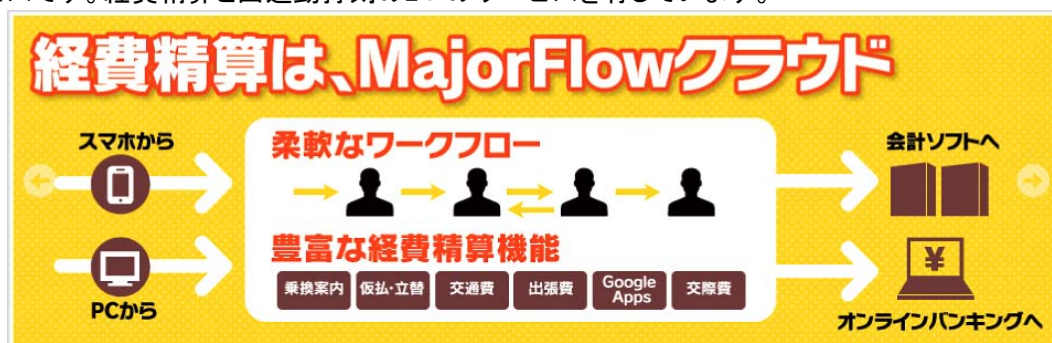 経費精算は、MajorFlowクラウド
スマホから
柔軟なワークフロー
会計ソフトへ
豊富な経費精算機能
¥
乗換案内 仮払・立替 交通費 出張費 Google Apps 交際費
PCから
オンラインバンキングへ